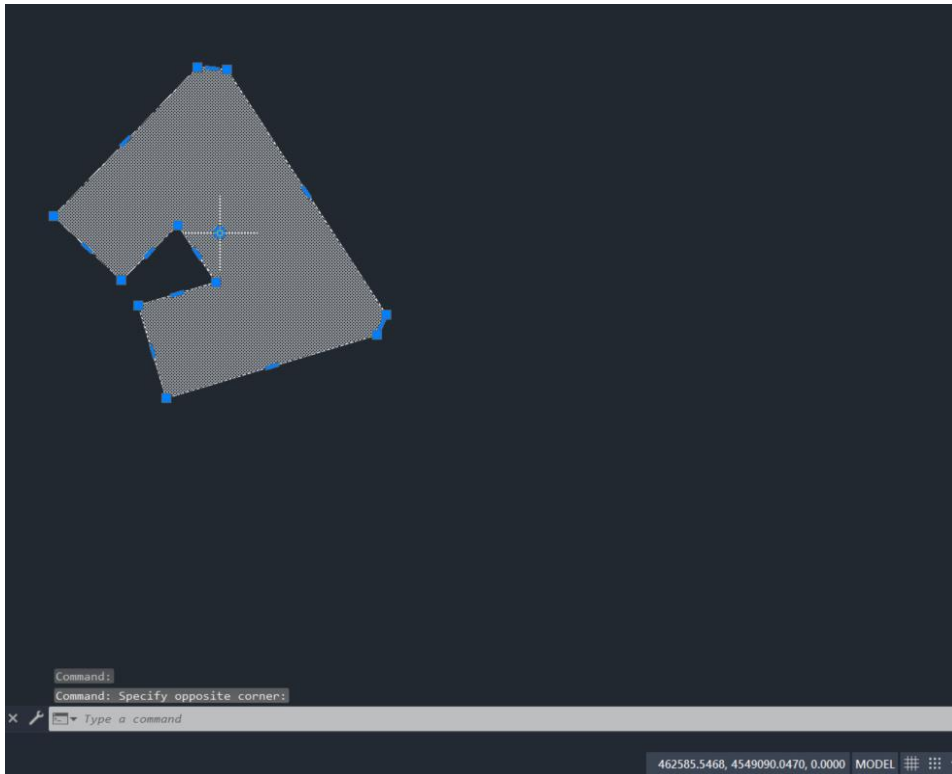 Command:
Command: Specify opposite corner:
Type a command
462585.5468, 4549090.0470, 0.0000 MODEL